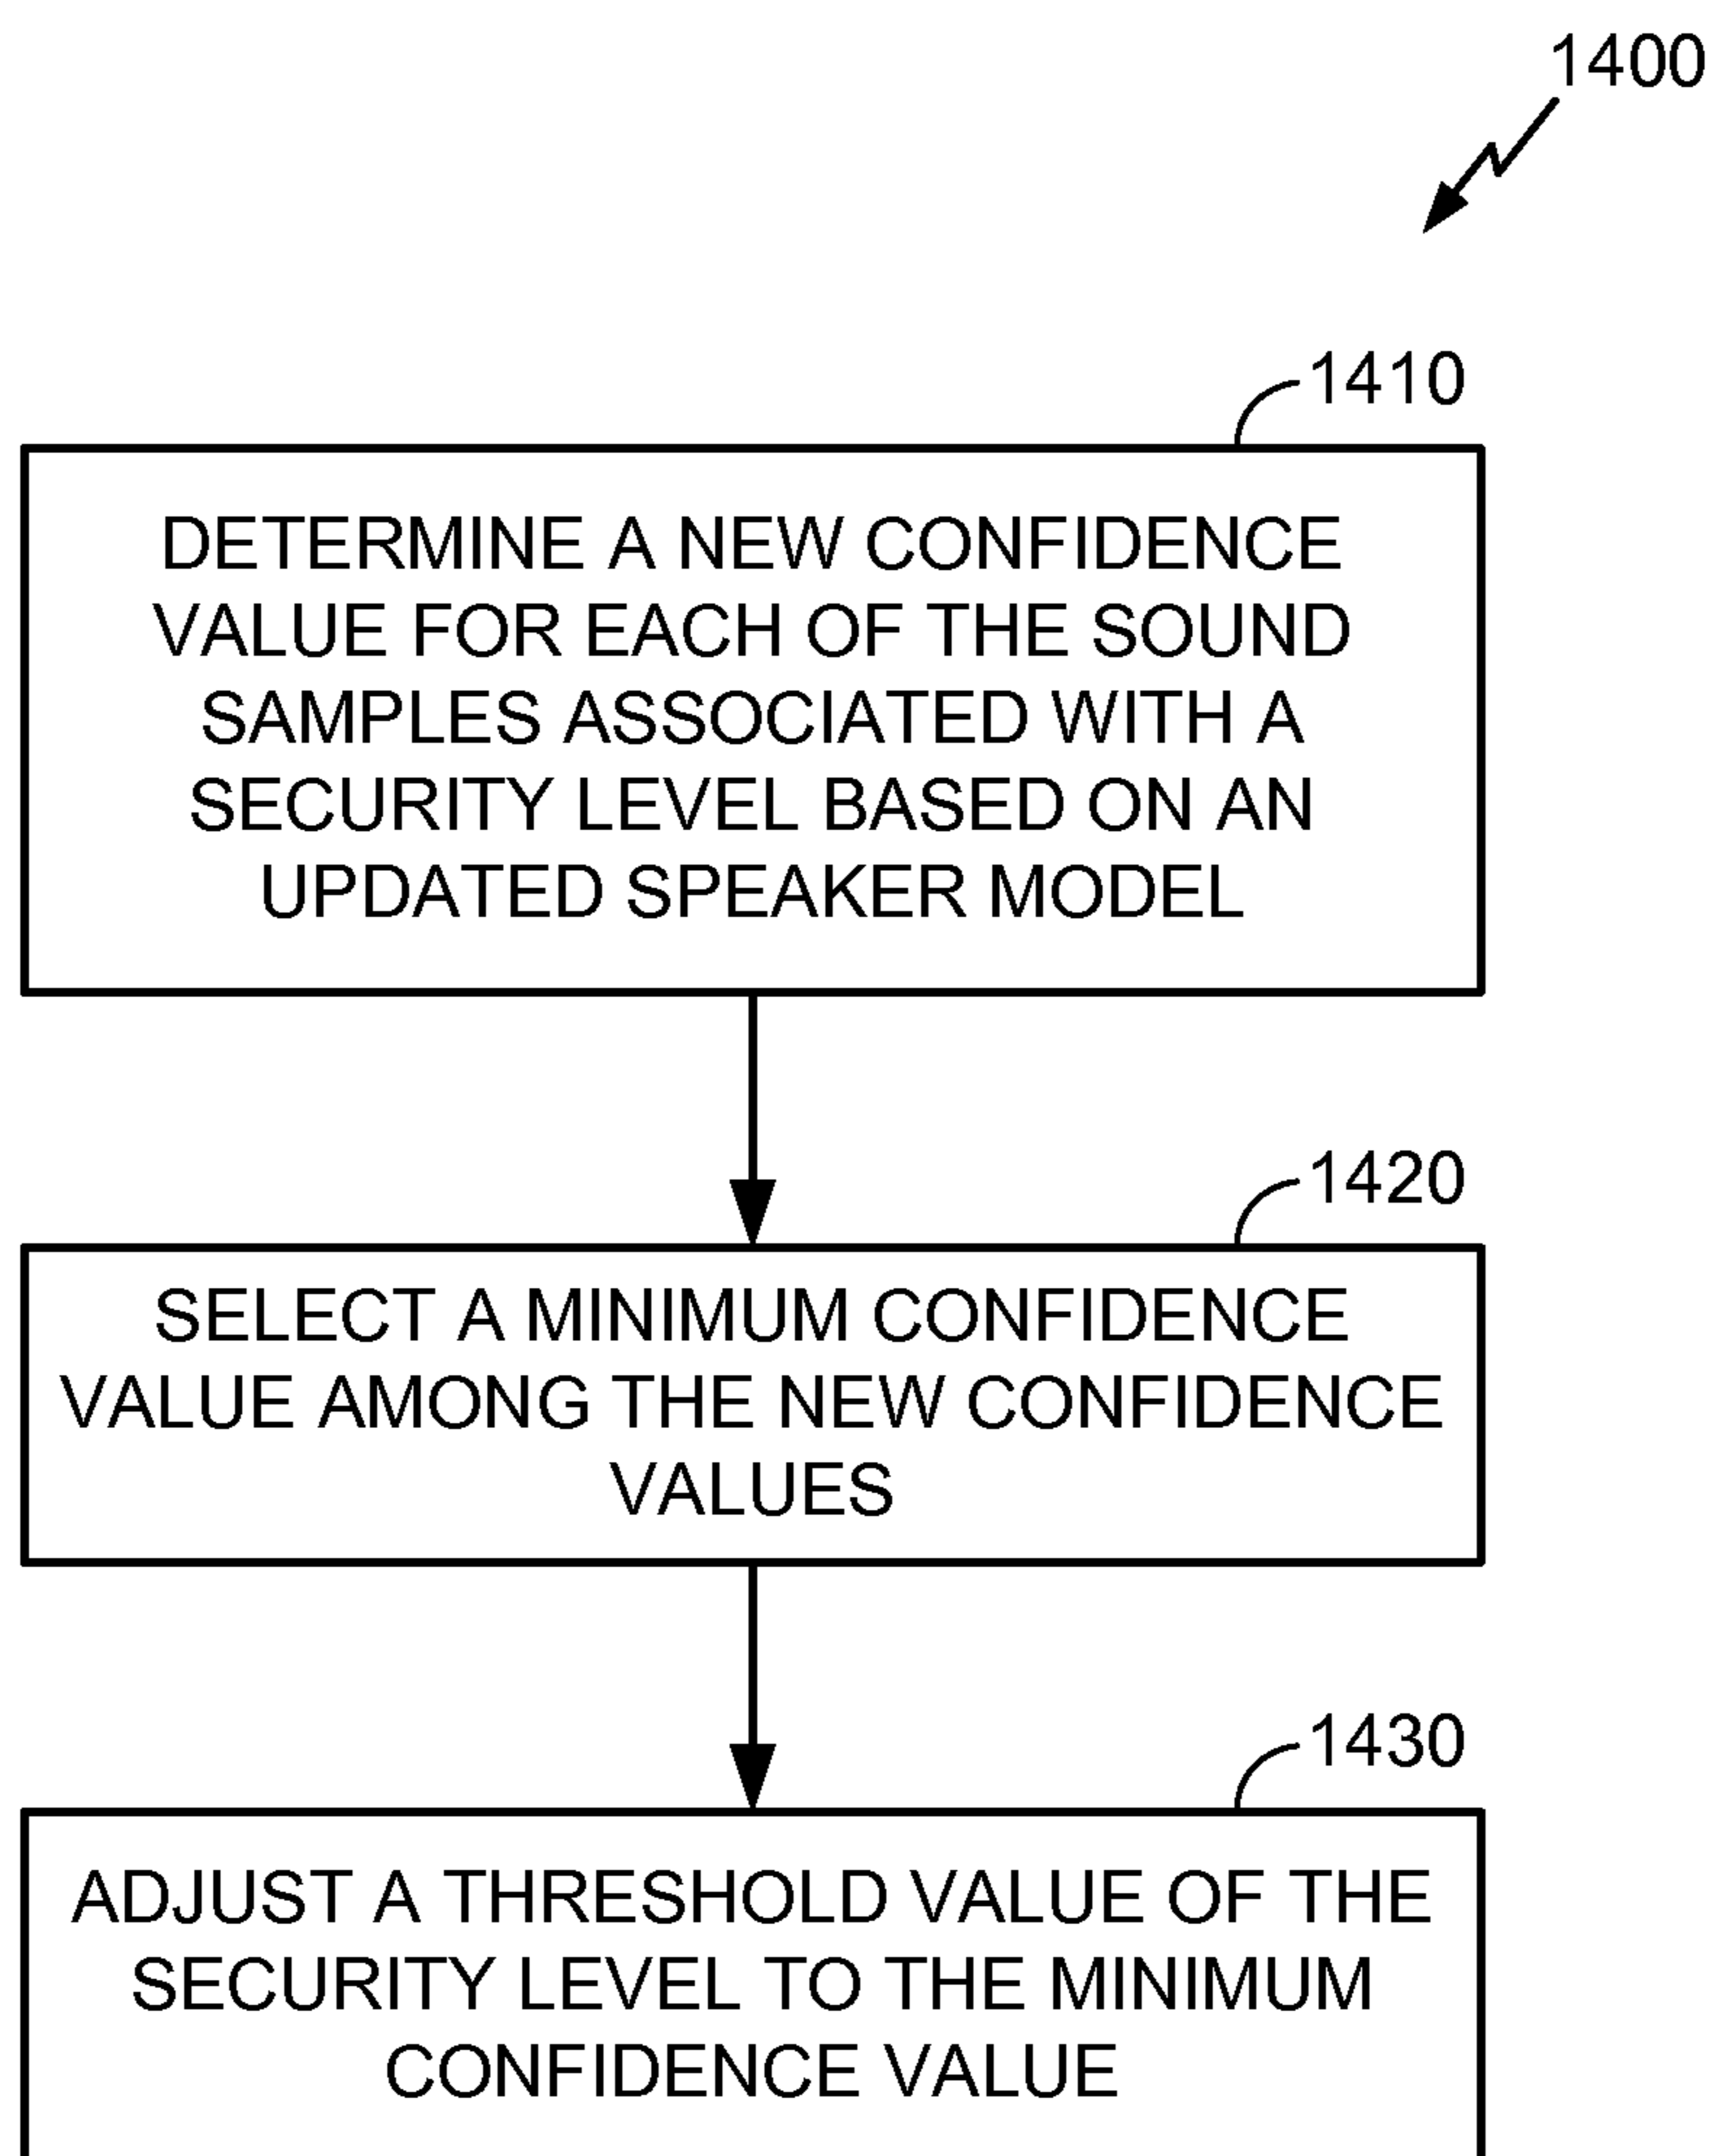 1400
1410
DETERMINE A NEW CONFIDENCE
VALUE FOR EACH OF THE SOUND
SAMPLES ASSOCIATED WITH A
SECURITY LEVEL BASED ON AN
UPDATED SPEAKER MODEL
1420
SELECT A MINIMUM CONFIDENCE
VALUE AMONG THE NEW CONFIDENCE
VALUES
1430
ADJUST A THRESHOLD VALUE OF THE
SECURITY LEVEL TO THE MINIMUM
CONFIDENCE VALUE